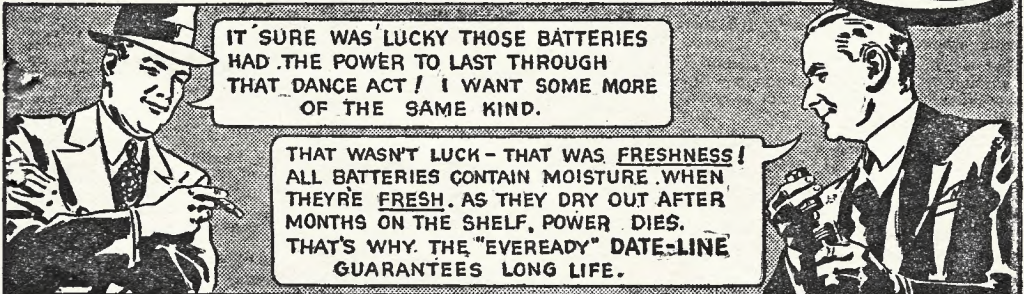 IT SURE WAS LUCKY THOSE BATTERIES
HAD THE POWER TO LAST THROUGH
THAT DANCE ACT! I WANT SOME MORE
OF THE SAME KIND.
THAT WASN'T LUCK - THAT WAS FRESHNESS!
ALL BATTERIES CONTAIN MOISTURE WHEN
THEY'RE FRESH. AS THEY DRY OUT AFTER
MONTHS ON THE SHELF, POWER DIES.
THAT'S WHY THE "EVEREADY" DATE-LINE
GUARANTEES LONG LIFE.